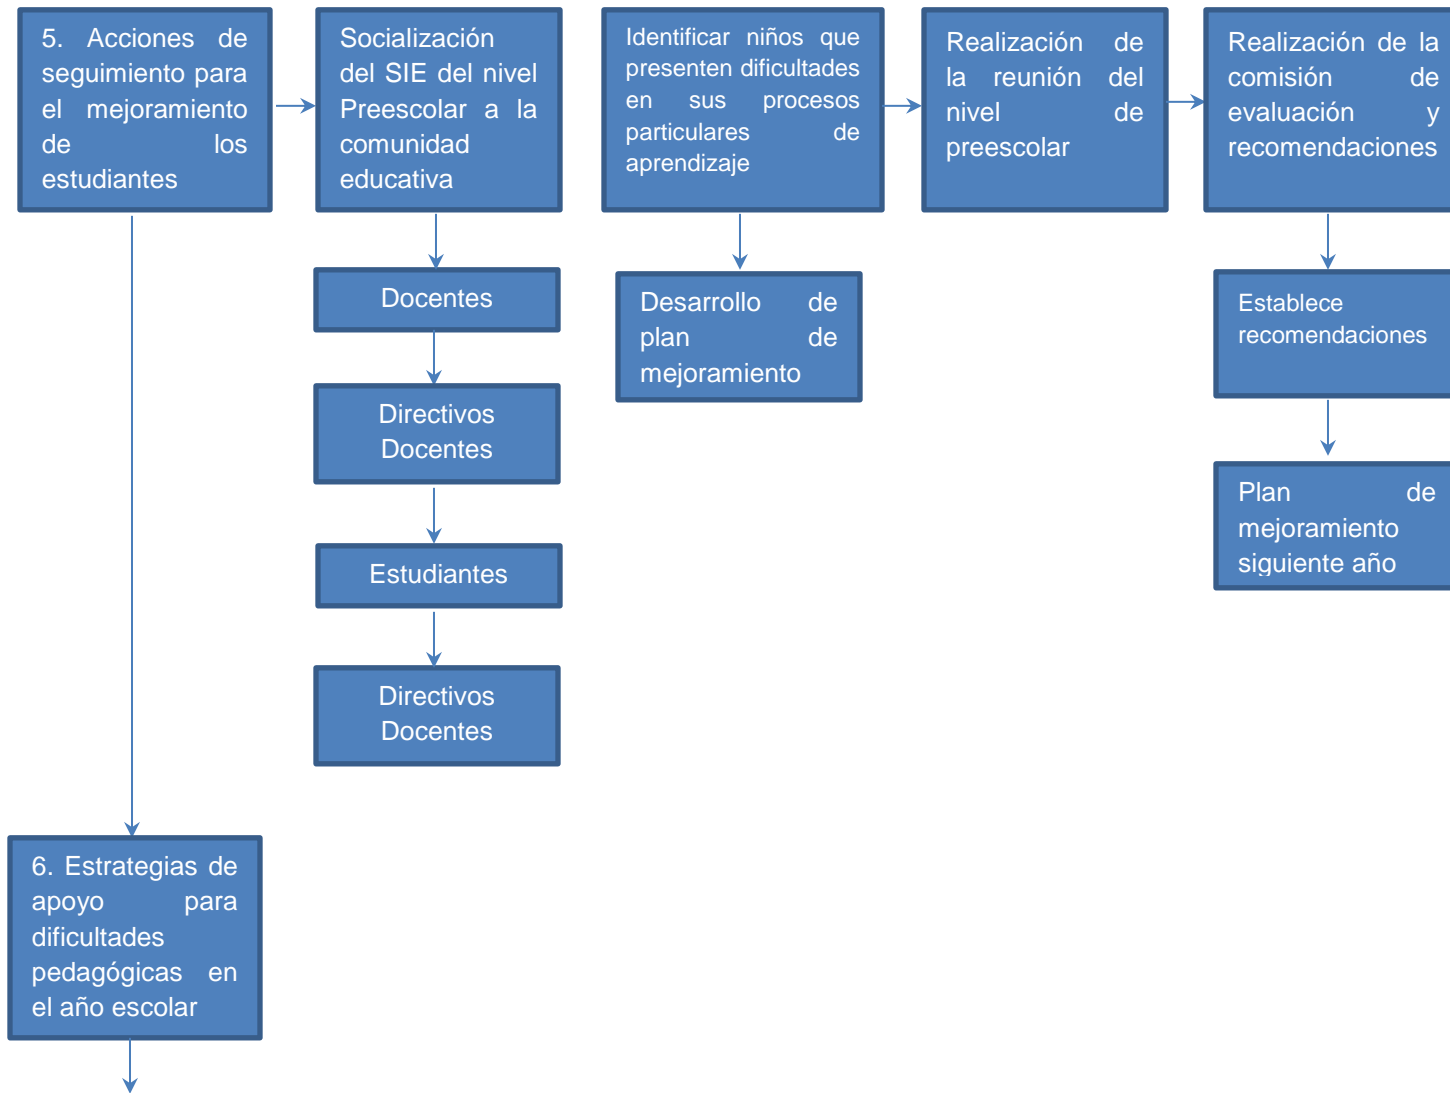 5. Acciones de
seguimiento para
el mejoramiento
de los
estudiantes
Socialización
del SIE del nivel
Preescolar a la
comunidad
educativa
Identificar niños que
presenten dificultades
en sus procesos
particulares de
aprendizaje
Realización de
la reunión del
nivel de
preescolar
Realización de la
comisión de
evaluación y
recomendaciones
Docentes
Desarrollo de
plan de
mejoramiento
Establece
recomendaciones
Directivos
Docentes
Plan de
mejoramiento
siguiente año
Estudiantes
Directivos
Docentes
6. Estrategias de
apoyo para
dificultades
pedagógicas en
el año escolar